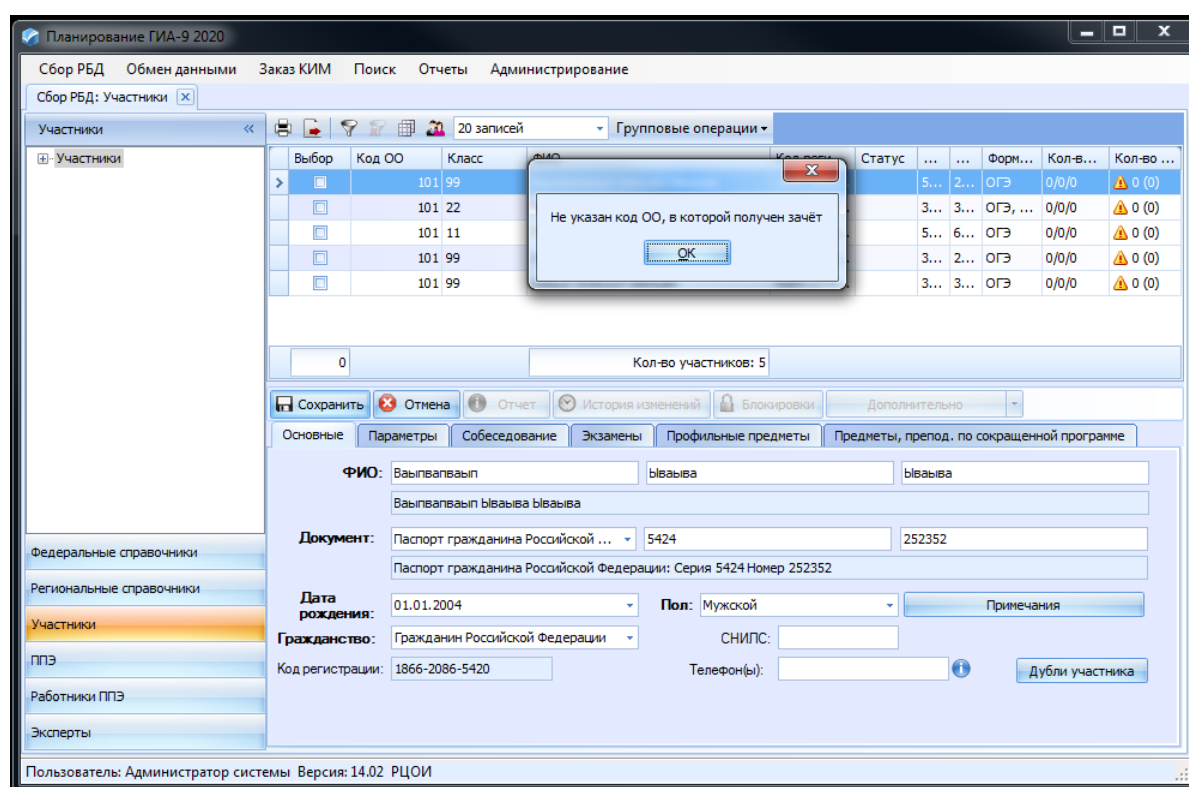 Планирование ГИА-9 2020
Сбор РБД Обмен данными Заказ КИМ Поиск Отчеты Администрирование
Сбор РБД: Участники
Участники « 20 записей Групповые операции
Участники
Выбор Код ОО Класс Статус ... ... Форм... Кол-в... Кол-во ...
101 99 5... 2... ОГЭ 0/0/0 0 (0)
101 22 3... 3... ОГЭ, ... 0/0/0 0 (0)
101 11 5... 6... ОГЭ 0/0/0 0 (0)
101 99 3... 2... ОГЭ 0/0/0 0 (0)
101 99 3... 3... ОГЭ 0/0/0 0 (0)
Не указан код ОО, в которой получен зачёт
OK
0 Кол-во участников: 5
Сохранить Отмена Отчет История изменений Блокировки Дополнительно
Основные Параметры Собеседование Экзамены Профильные предметы Предметы, препод. по сокращенной программе
ФИО: Ваыпвапваып Ываыва Ываыва
Ваыпвапваып Ываыва Ываыва
Документ: Паспорт гражданина Российской ... 5424 252352
Паспорт гражданина Российской Федерации: Серия 5424 Номер 252352
Дата рождения: 01.01.2004 Пол: Мужской Примечания
Гражданство: Гражданин Российской Федерации СНИЛС:
Код регистрации: 1866-2086-5420 Телефон(ы): Дубли участника
Федеральные справочники
Региональные справочники
Участники
ППЭ
Работники ППЭ
Эксперты
Пользователь: Администратор системы Версия: 14.02 РЦОИ